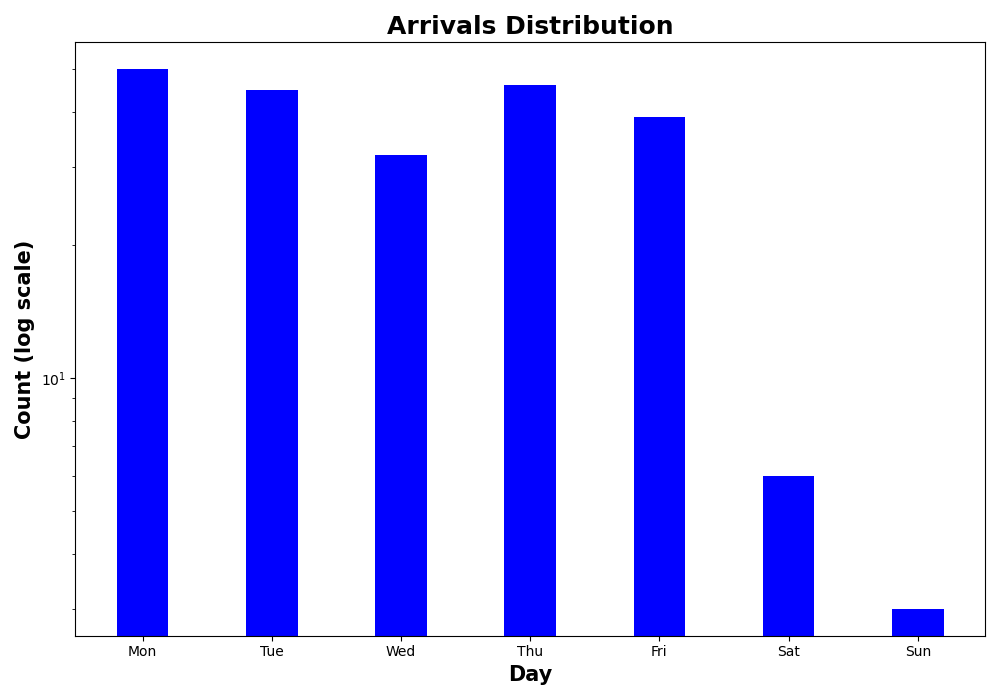 Arrivals Distribution
Count (log scale)
10¹
Mon Tue Wed Thu Fri Sat Sun
Day